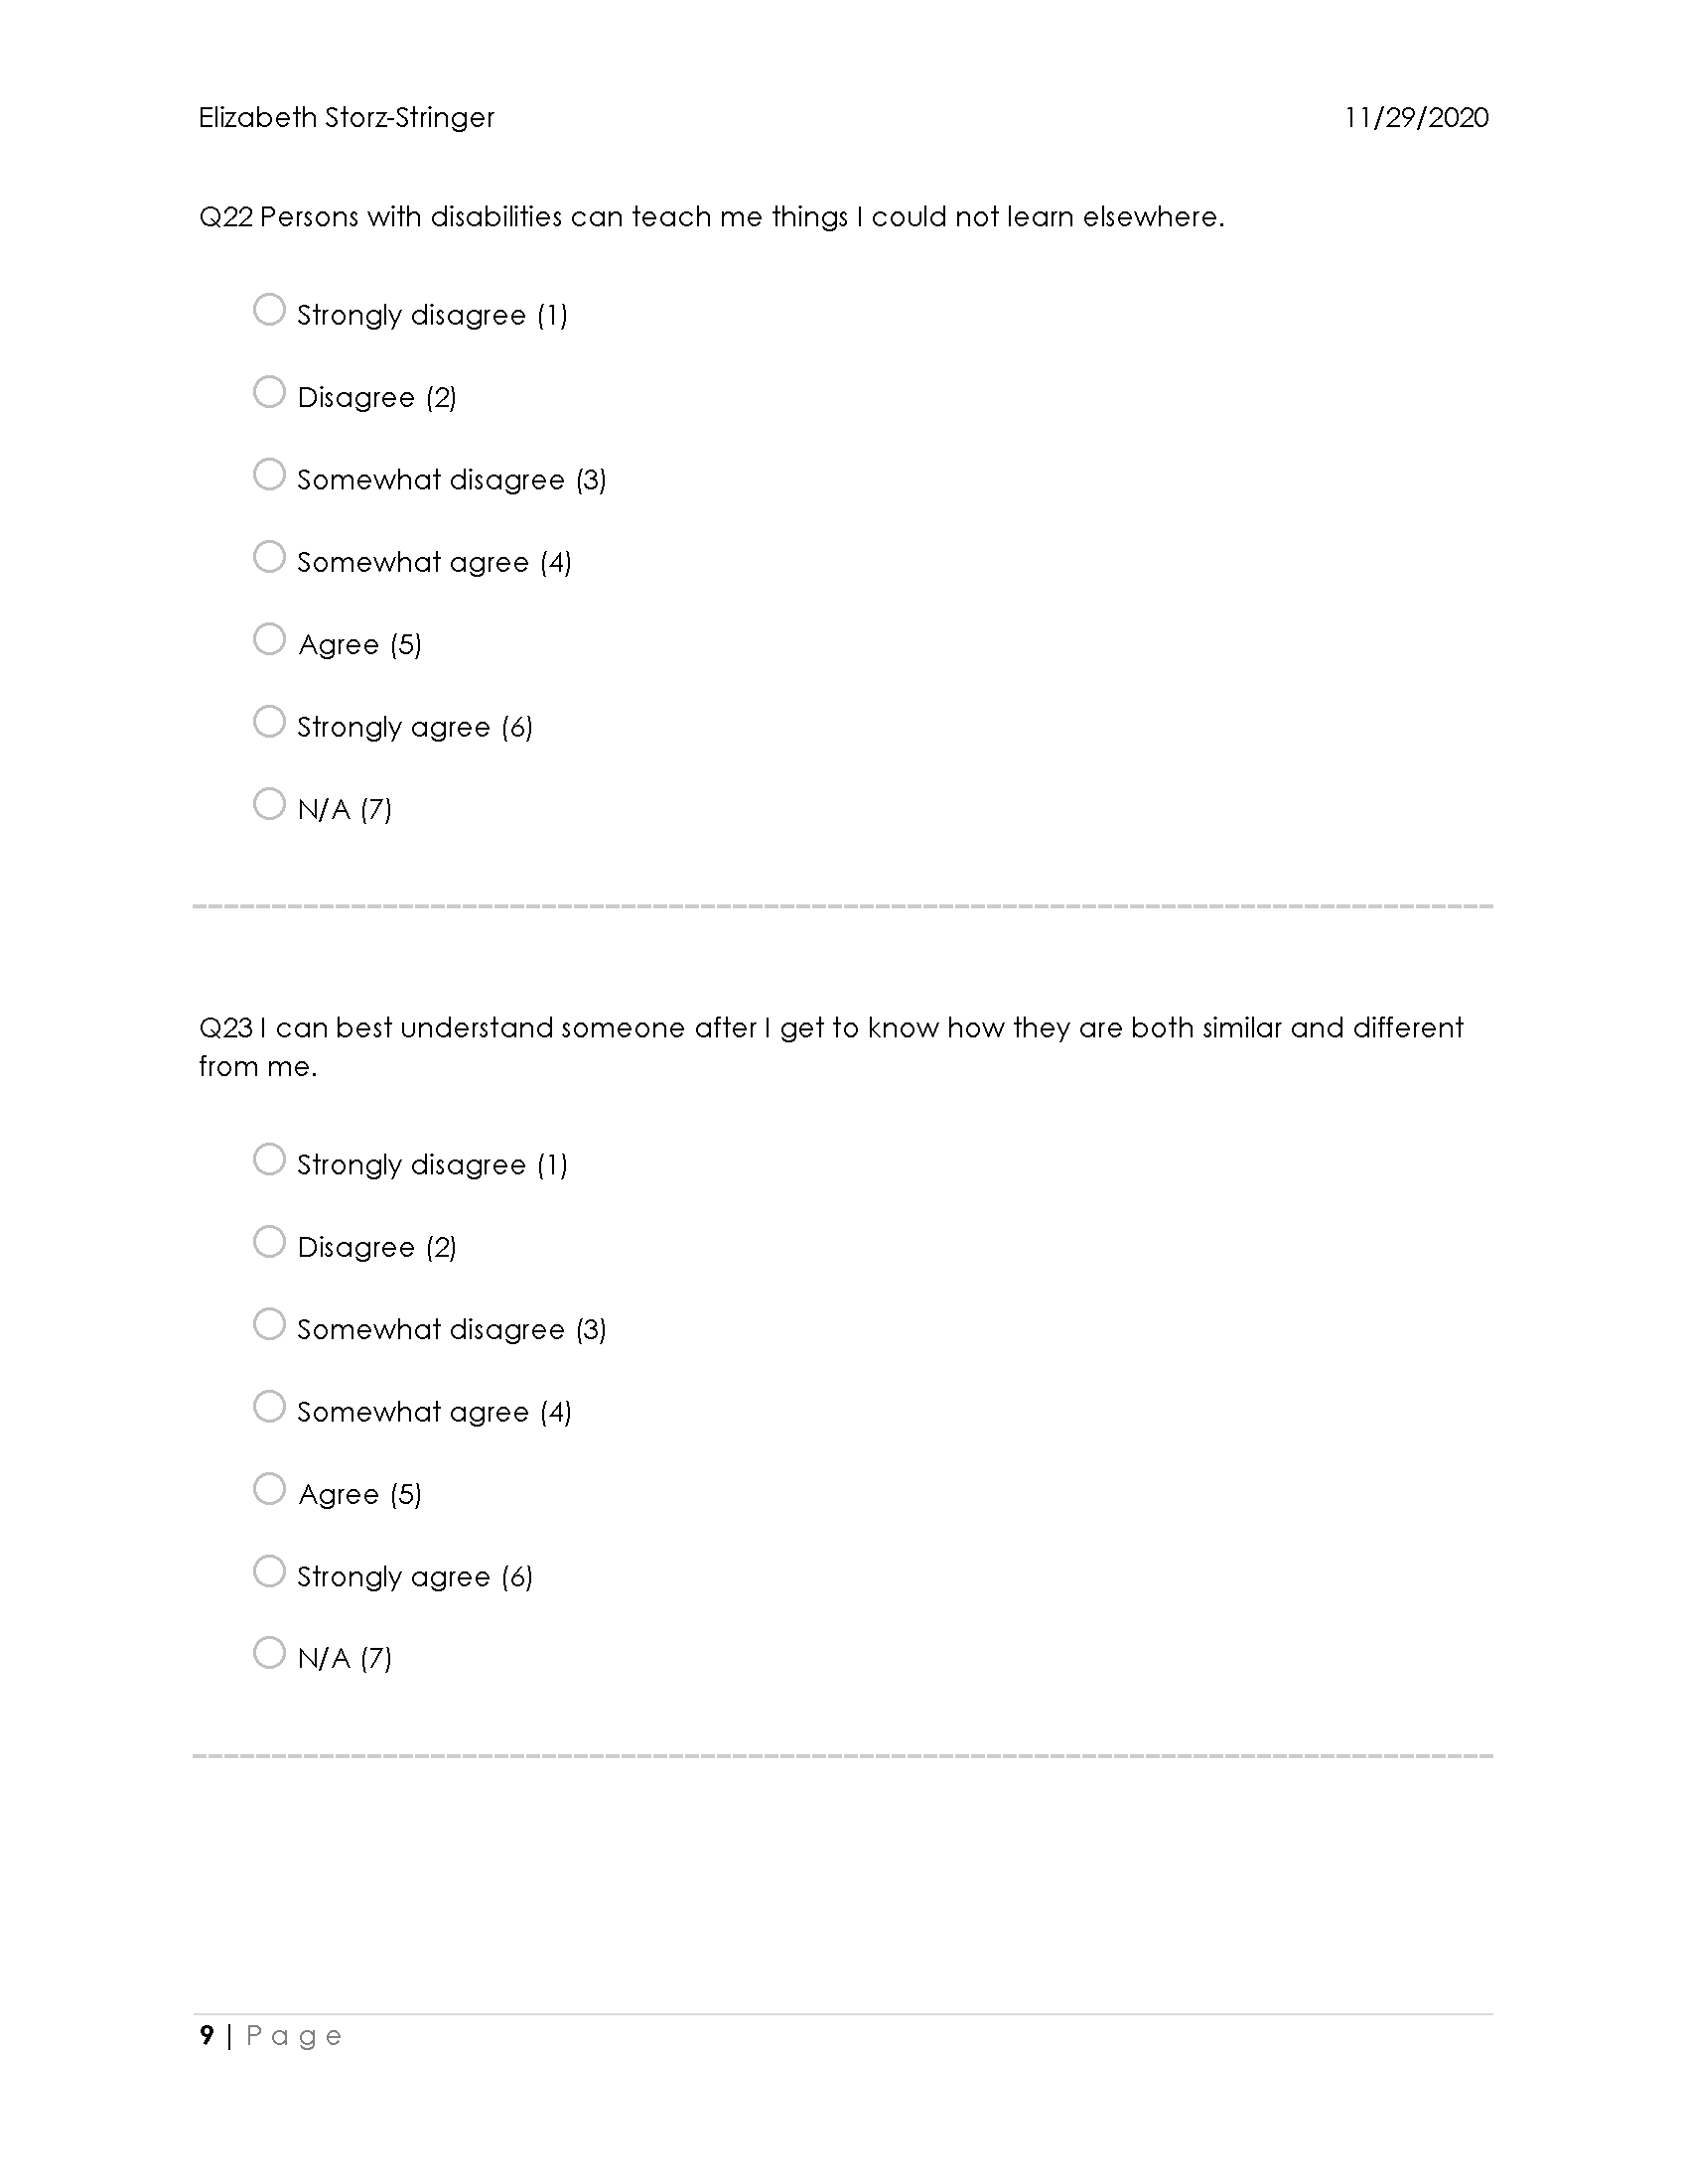 Elizabeth Storz-Stringer 11/29/2020
Q22 Persons with disabilities can teach me things I could not learn elsewhere.
Strongly disagree (1)
Disagree (2)
Somewhat disagree (3)
Somewhat agree (4)
Agree (5)
Strongly agree (6)
N/A (7)
Q23 I can best understand someone after I get to know how they are both similar and different
from me.
Strongly disagree (1)
Disagree (2)
Somewhat disagree (3)
Somewhat agree (4)
Agree (5)
Strongly agree (6)
N/A (7)
9 | Page